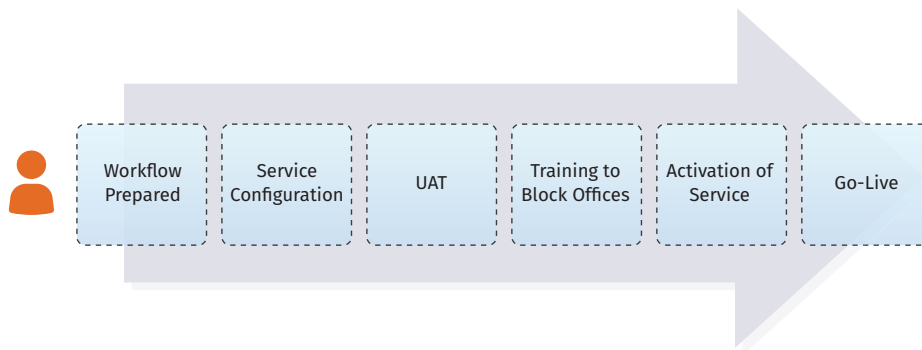 Workflow
Prepared
Service
Configuration
UAT
Training to
Block Offices
Activation of
Service
Go-Live